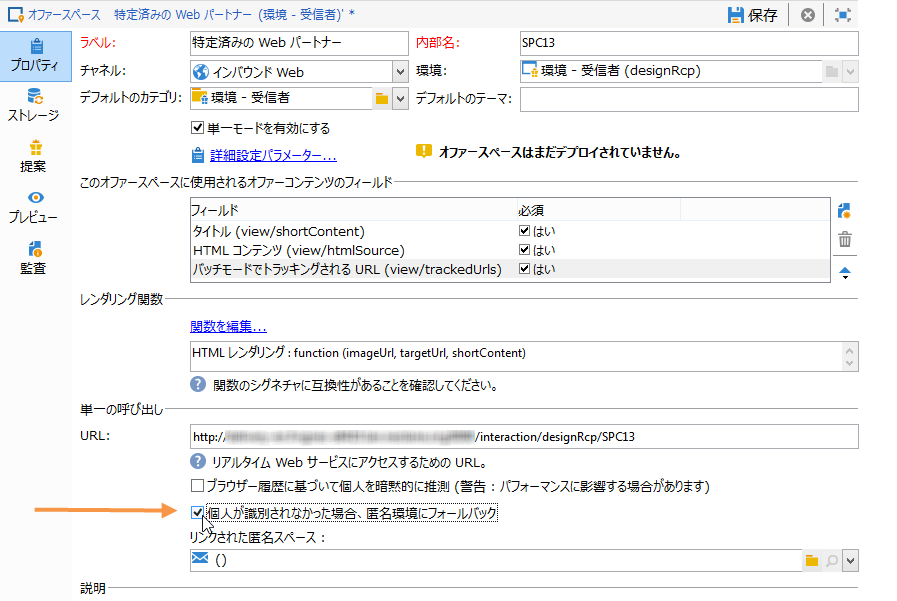 オファースペース 特定済みの Web パートナー (環境 - 受信者)' *
保存
プロパティ
ストレージ
提案
プレビュー
監査
ラベル: 特定済みの Web パートナー 内部名: SPC13
チャネル: インバウンド Web 環境: 環境 - 受信者 (designRcp)
デフォルトのカテゴリ: 環境 - 受信者 デフォルトのテーマ:
単一モードを有効にする
詳細設定パラメーター... オファースペースはまだデプロイされていません。
このオファースペースに使用されるオファーコンテンツのフィールド
フィールド 必須
タイトル (view/shortContent) はい
HTML コンテンツ (view/htmlSource) はい
バッチモードでトラッキングされる URL (view/trackedUrls) はい
レンダリング関数
関数を編集...
HTML レンダリング : function (imageUrl, targetUrl, shortContent)
関数のシグネチャに互換性があることを確認してください。
単一の呼び出し
URL: http:/ /interaction/designRcp/SPC13
リアルタイム Web サービスにアクセスするための URL。
ブラウザー履歴に基づいて個人を暗黙的に推測 (警告 : パフォーマンスに影響する場合があります)
個人が識別されなかった場合、匿名環境にフォールバック
リンクされた匿名スペース :
()
説明